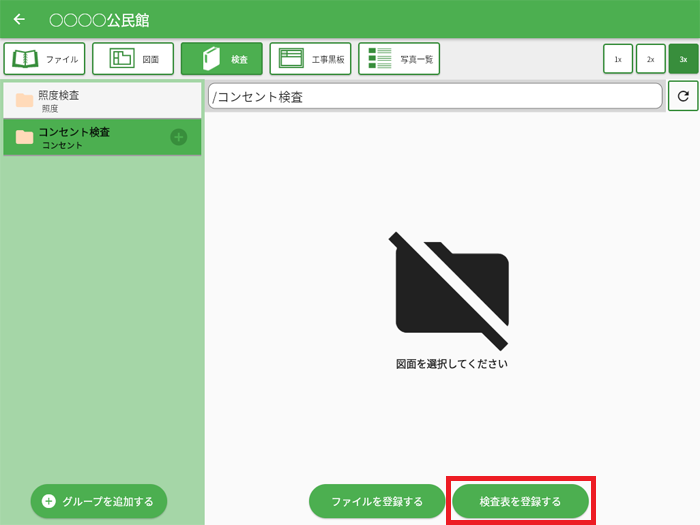 〇〇〇〇公民館
ファイル
図面
検査
工事黒板
写真一覧
1x
2x
3x
照度検査
照度
コンセント検査
コンセント
/コンセント検査
図面を選択してください
グループを追加する
ファイルを登録する
検査表を登録する